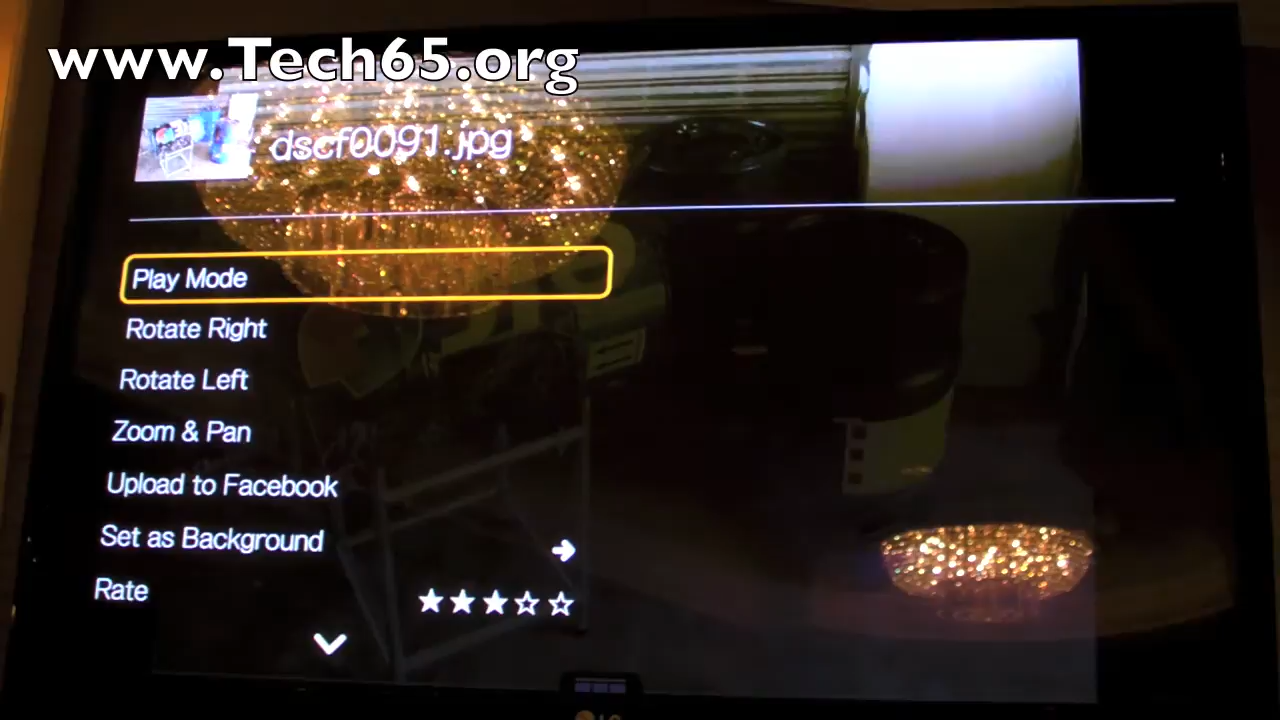 www.Tech65.org
dscf0091.jpg
Play Mode
Rotate Right
Rotate Left
Zoom & Pan
Upload to Facebook
Set as Background
Rate